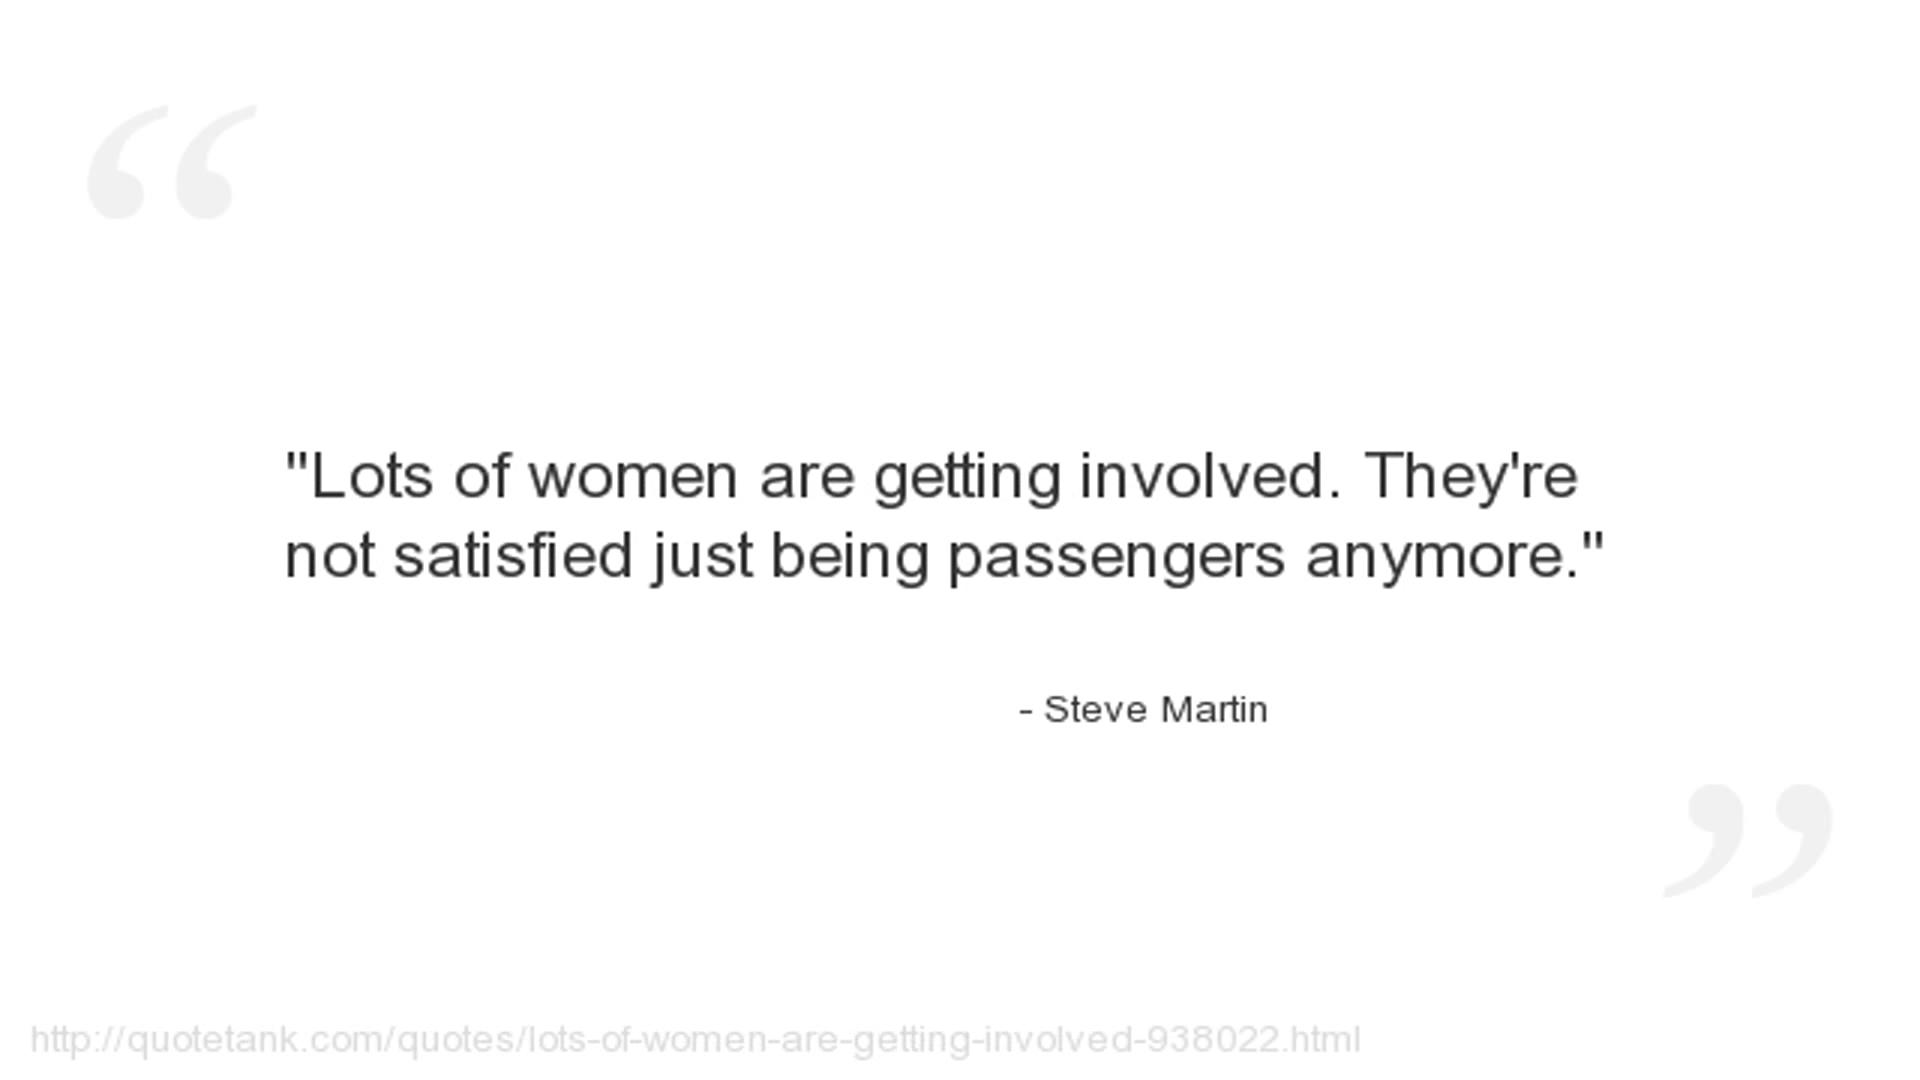 "Lots of women are getting involved. They're
not satisfied just being passengers anymore."
- Steve Martin
http://quotetank.com/quotes/lots-of-women-are-getting-involved-938022.html